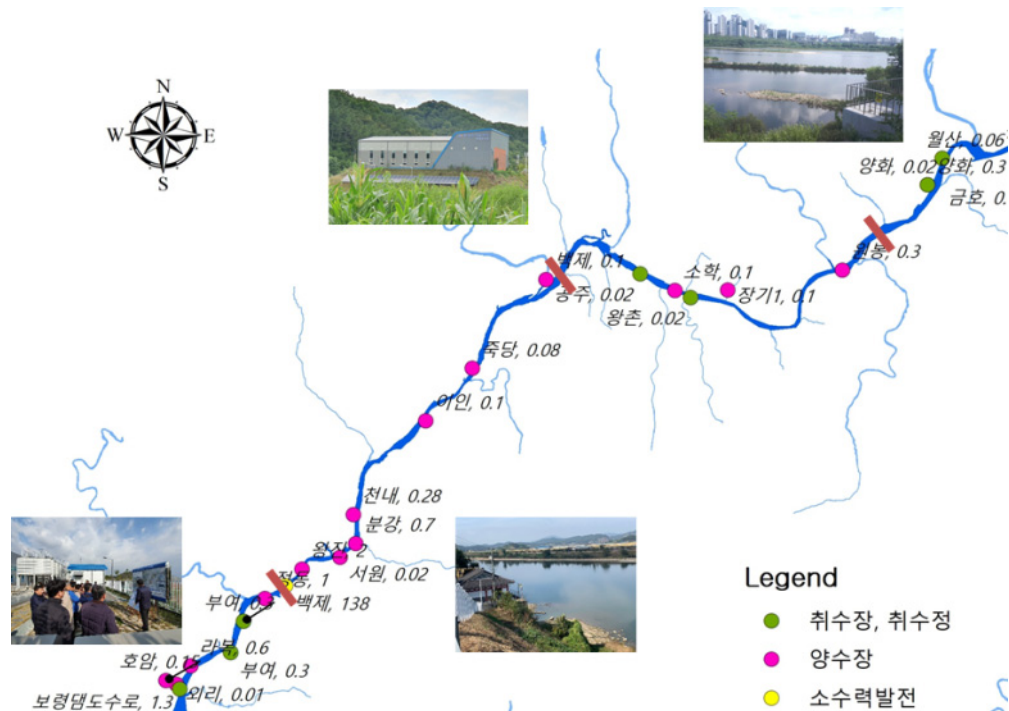 N
W E
S
월산, 0.06
양화, 0.02
양화, 0.3
금호, 0.
원봉, 0.3
백제, 0.1
소학, 0.1
공주, 0.02
장기1, 0.1
왕촌, 0.02
죽당, 0.08
이인, 0.1
천내, 0.28
분강, 0.7
왕진, 2
서원, 0.02
정동, 1
백제, 138
부여,
라복, 0.6
호암, 0.15
부여, 0.3
외리, 0.01
보령댐도수로, 1.3
Legend
취수장, 취수정
양수장
소수력발전